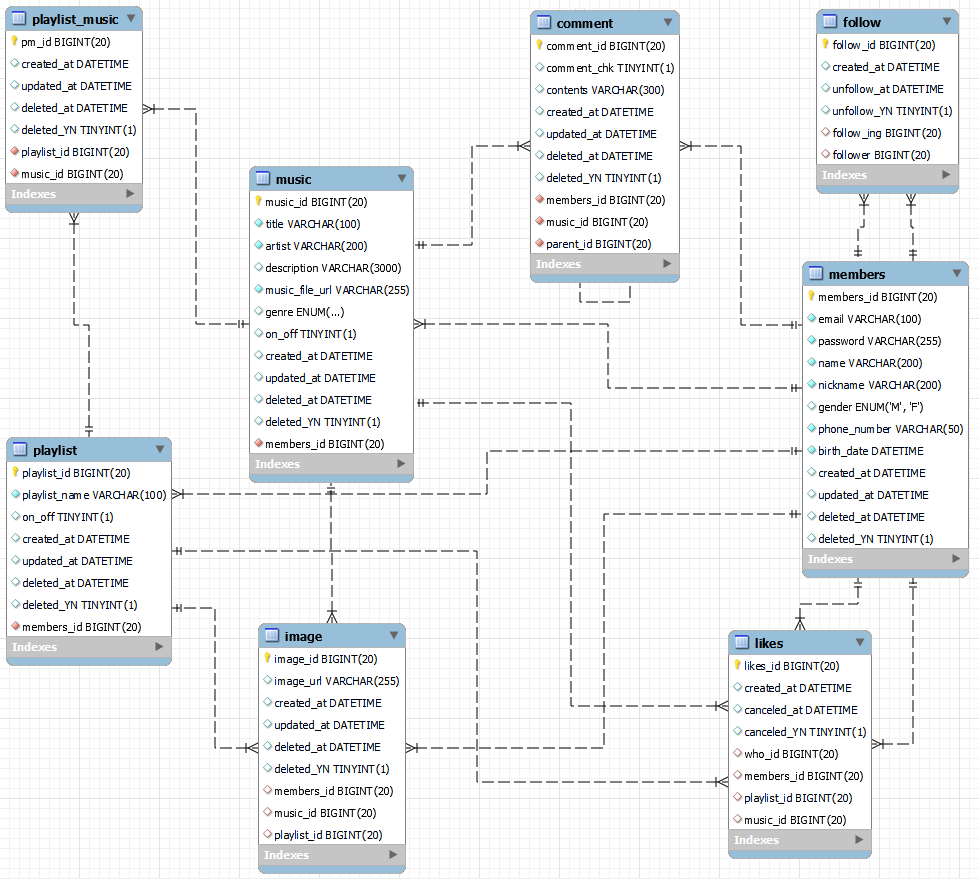 playlist_music
pm_id BIGINT(20)
created_at DATETIME
updated_at DATETIME
deleted_at DATETIME
deleted_YN TINYINT(1)
playlist_id BIGINT(20)
music_id BIGINT(20)
Indexes
comment
comment_id BIGINT(20)
comment_chk TINYINT(1)
contents VARCHAR(300)
created_at DATETIME
updated_at DATETIME
deleted_at DATETIME
deleted_YN TINYINT(1)
members_id BIGINT(20)
music_id BIGINT(20)
parent_id BIGINT(20)
Indexes
follow
follow_id BIGINT(20)
created_at DATETIME
unfollow_at DATETIME
unfollow_YN TINYINT(1)
follow_ing BIGINT(20)
follower BIGINT(20)
Indexes
music
music_id BIGINT(20)
title VARCHAR(100)
artist VARCHAR(200)
description VARCHAR(3000)
music_file_url VARCHAR(255)
genre ENUM(...)
on_off TINYINT(1)
created_at DATETIME
updated_at DATETIME
deleted_at DATETIME
deleted_YN TINYINT(1)
members_id BIGINT(20)
Indexes
members
members_id BIGINT(20)
email VARCHAR(100)
password VARCHAR(255)
name VARCHAR(200)
nickname VARCHAR(200)
gender ENUM('M', 'F')
phone_number VARCHAR(50)
birth_date DATETIME
created_at DATETIME
updated_at DATETIME
deleted_at DATETIME
deleted_YN TINYINT(1)
Indexes
playlist
playlist_id BIGINT(20)
playlist_name VARCHAR(100)
on_off TINYINT(1)
created_at DATETIME
updated_at DATETIME
deleted_at DATETIME
deleted_YN TINYINT(1)
members_id BIGINT(20)
Indexes
image
image_id BIGINT(20)
image_url VARCHAR(255)
created_at DATETIME
updated_at DATETIME
deleted_at DATETIME
deleted_YN TINYINT(1)
members_id BIGINT(20)
music_id BIGINT(20)
playlist_id BIGINT(20)
Indexes
likes
likes_id BIGINT(20)
created_at DATETIME
canceled_at DATETIME
canceled_YN TINYINT(1)
who_id BIGINT(20)
members_id BIGINT(20)
playlist_id BIGINT(20)
music_id BIGINT(20)
Indexes